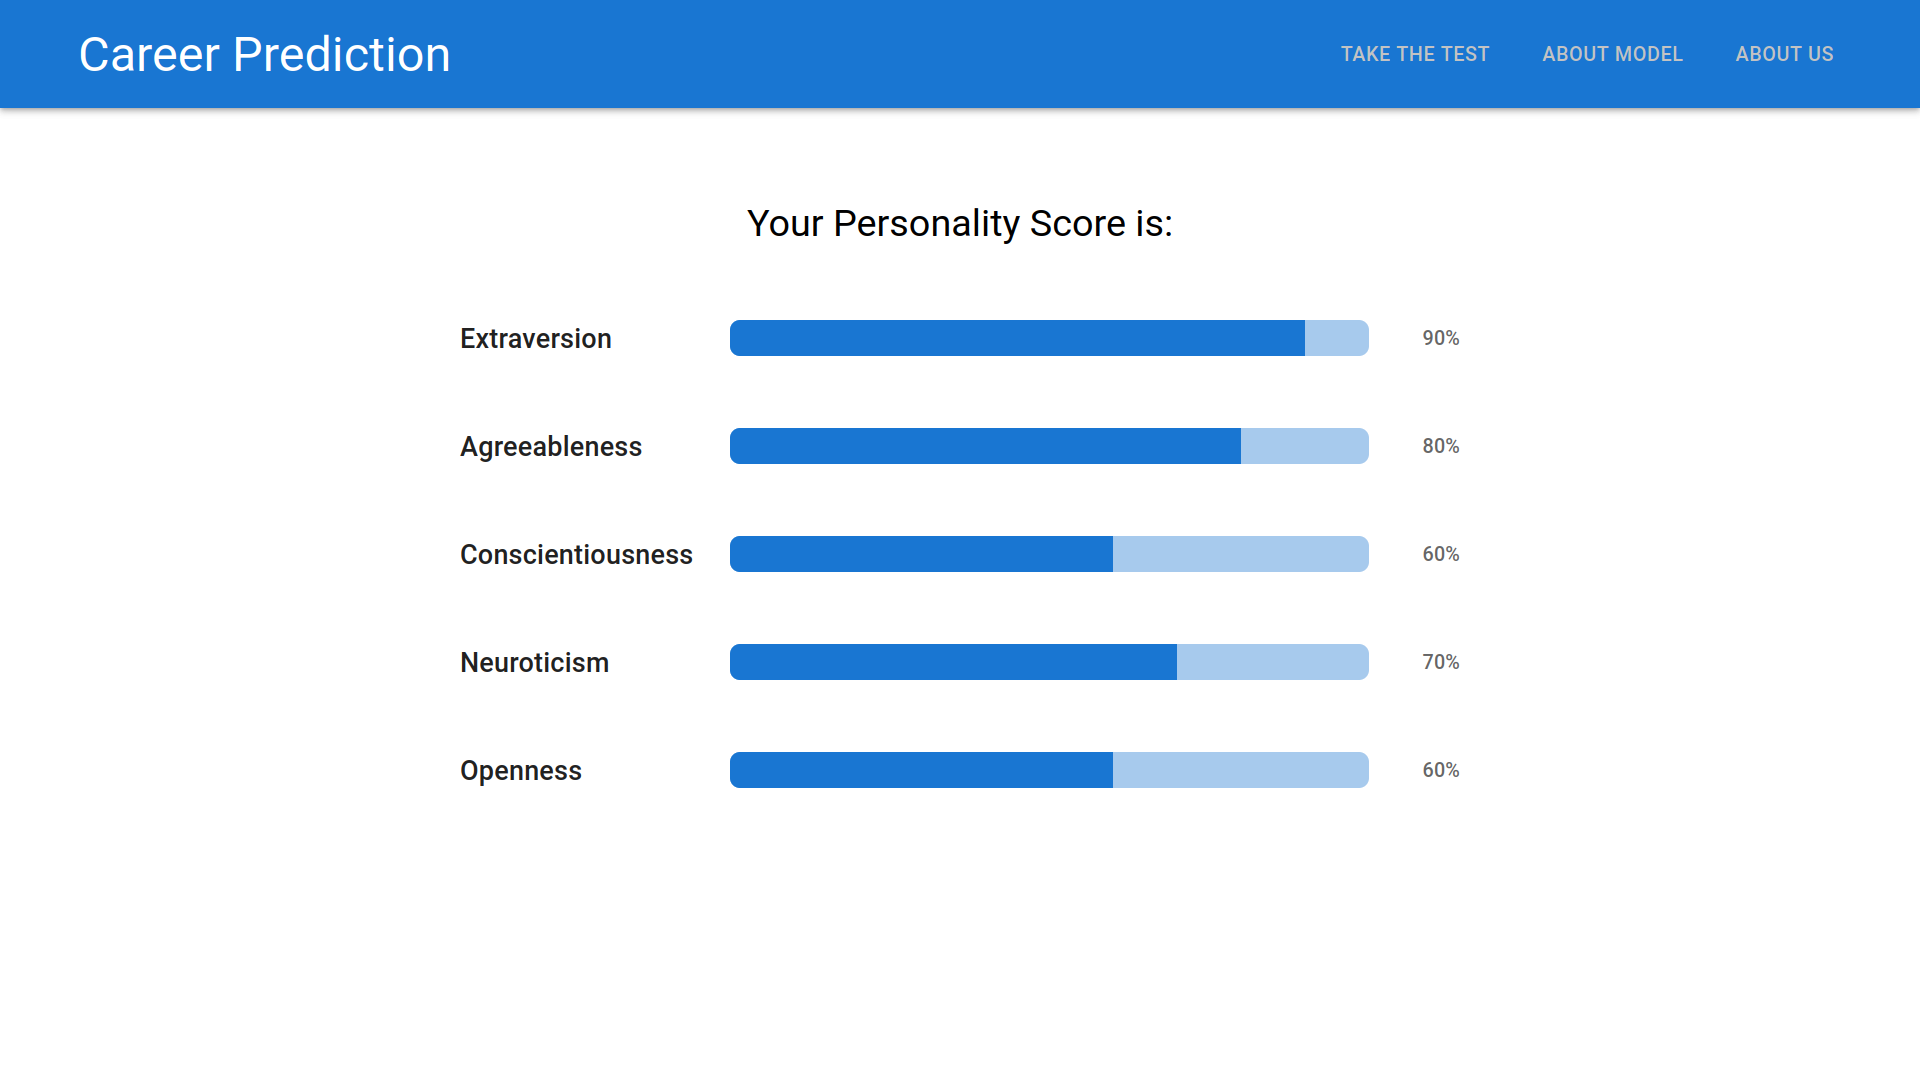 Career Prediction
TAKE THE TEST
ABOUT MODEL
ABOUT US
Your Personality Score is:
Extraversion 90%
Agreeableness 80%
Conscientiousness 60%
Neuroticism 70%
Openness 60%